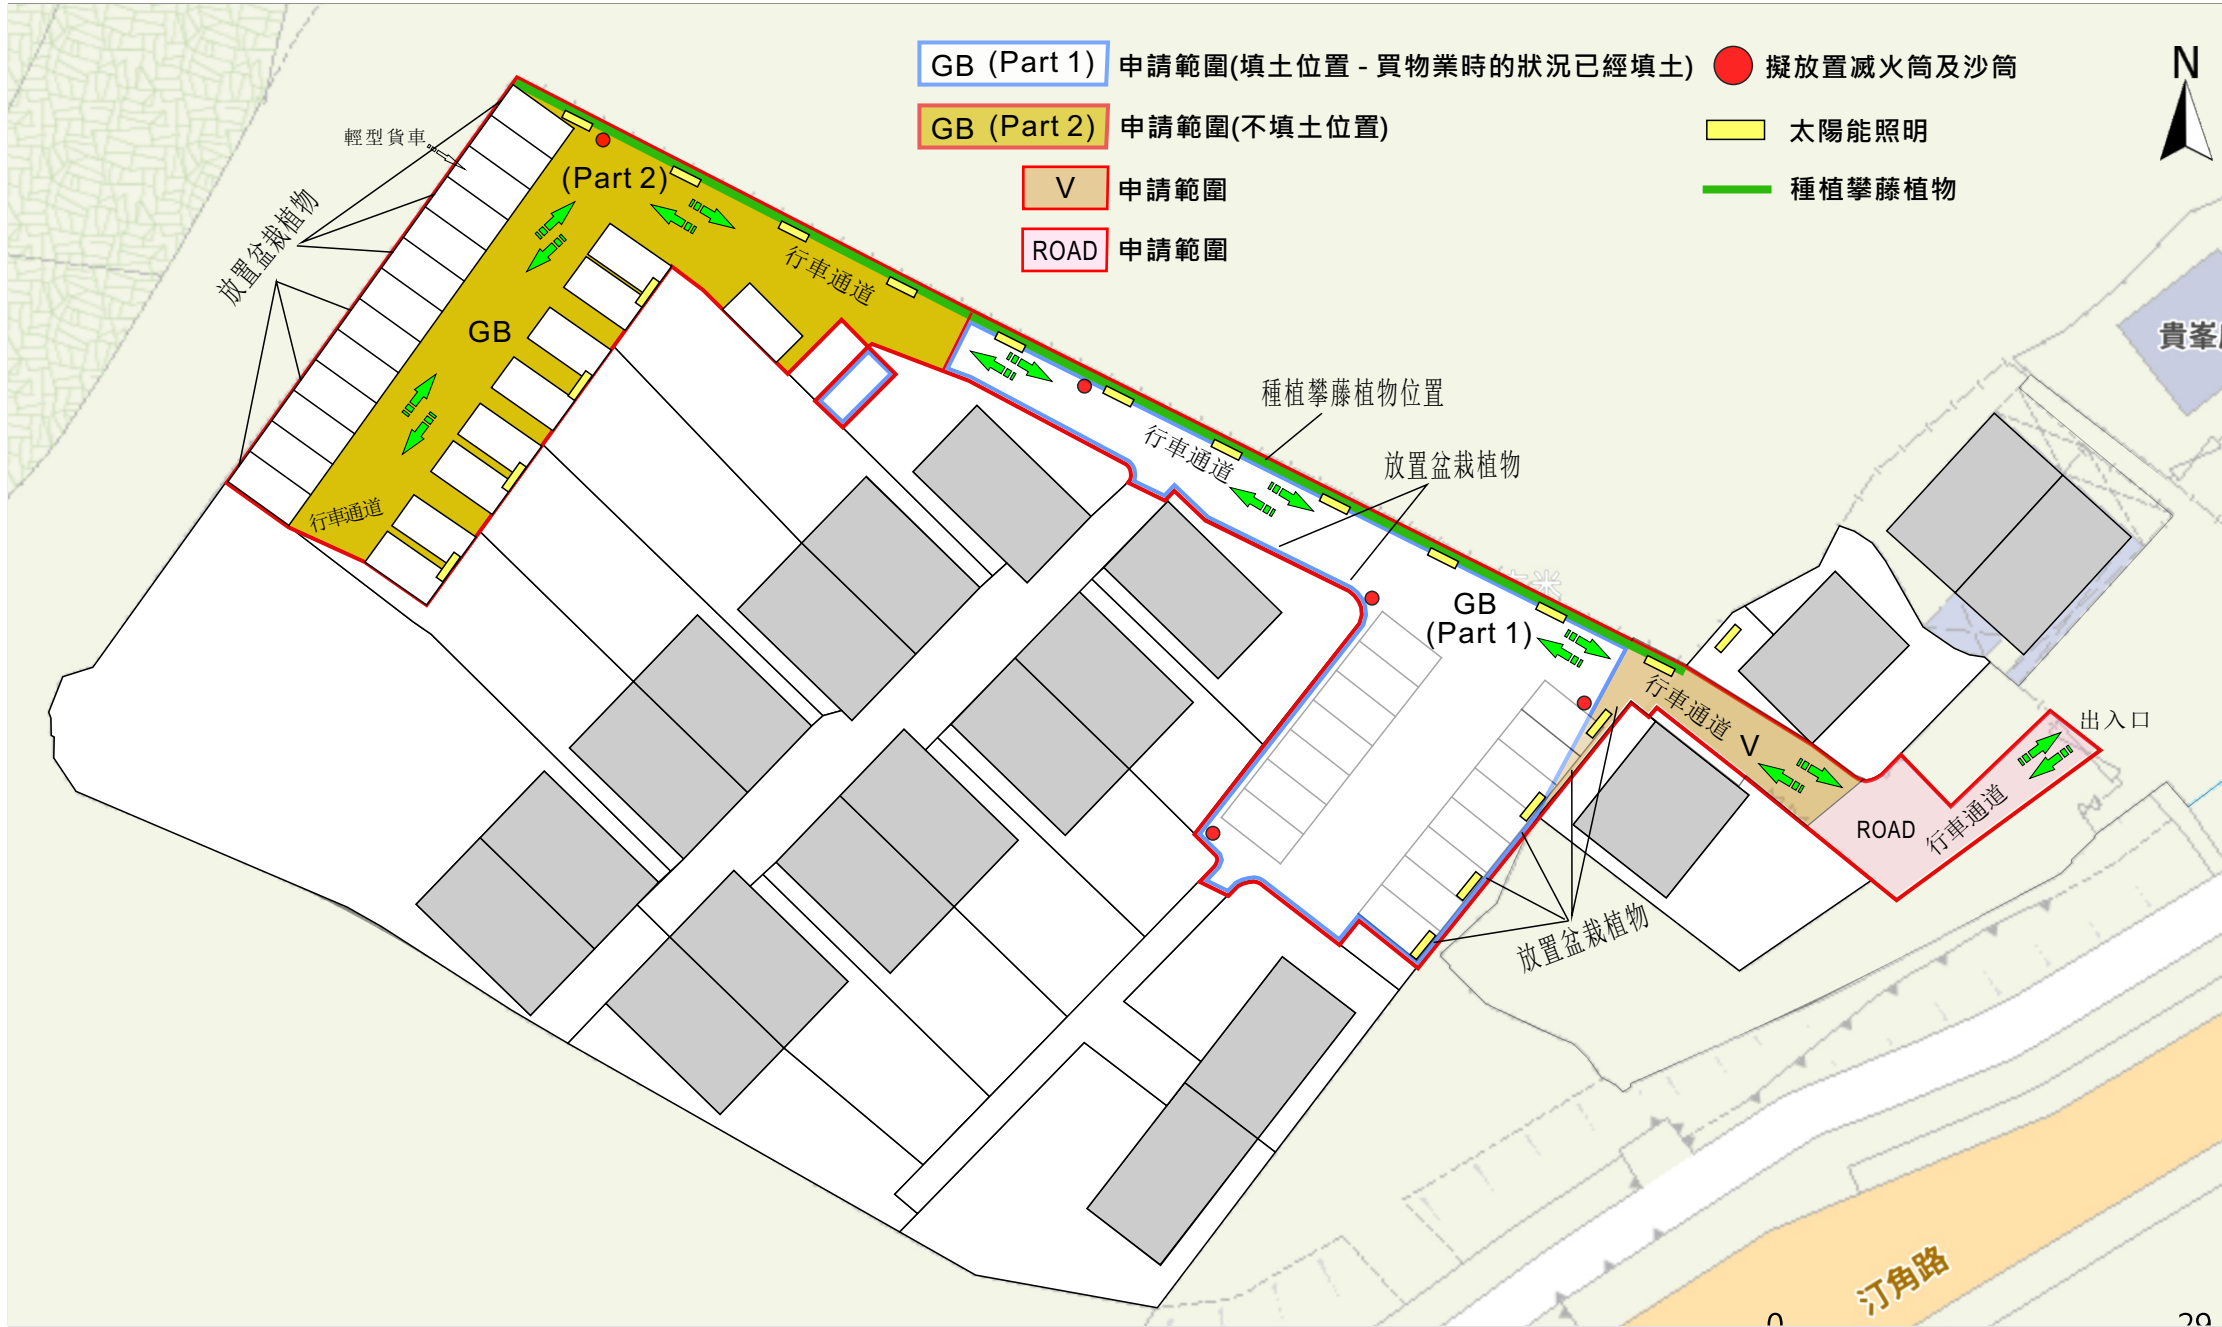 GB (Part 1) 申請範圍(填土位置 - 買物業時的狀況已經填土)
擬放置滅火筒及沙筒
N
GB (Part 2) 申請範圍(不填土位置)
太陽能照明
V 申請範圍
種植攀藤植物
ROAD 申請範圍
輕型貨車
(Part 2)
放置盆栽植物
行車通道
GB
行車通道
貴峯
種植攀藤植物位置
行車通道
放置盆栽植物
GB
(Part 1)
行車通道
V
出入口
ROAD
行車通道
放置盆栽植物
汀角路
0
29